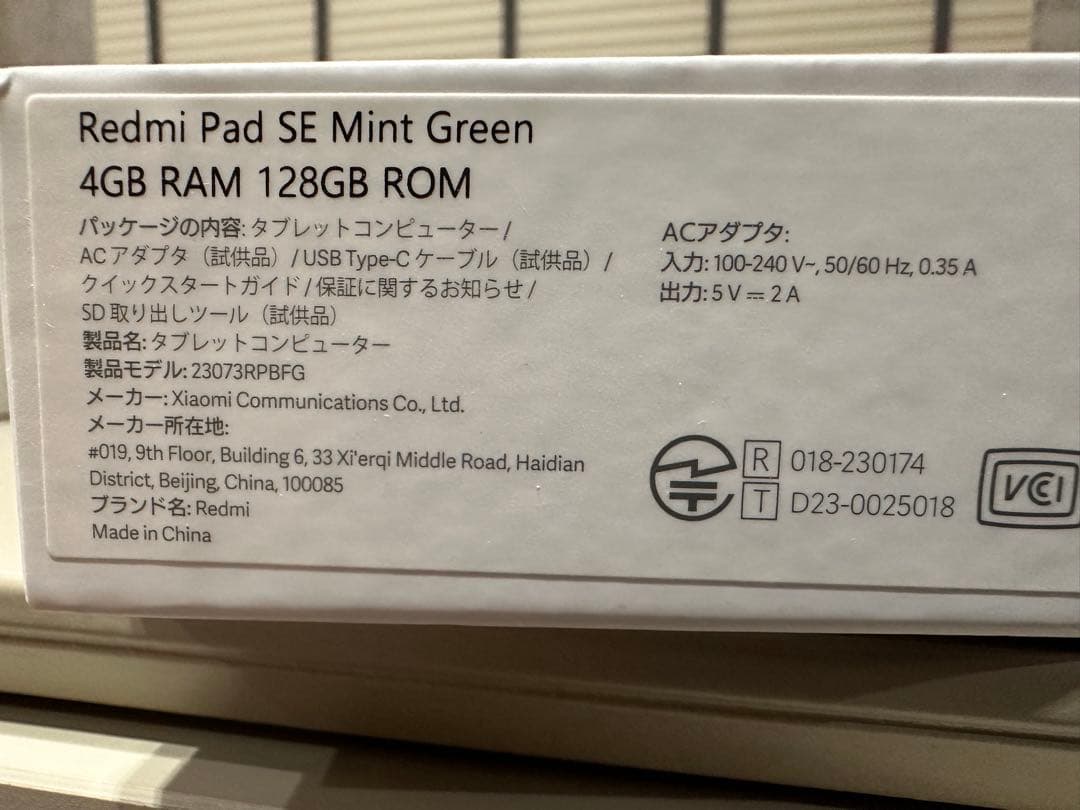 Redmi Pad SE Mint Green
4GB RAM 128GB ROM
パッケージの内容: タブレットコンピューター /
AC アダプタ（試供品）/ USB Type-C ケーブル（試供品）/
クイックスタートガイド / 保証に関するお知らせ /
SD 取り出しツール（試供品）
製品名: タブレットコンピューター
製品モデル: 23073RPBFG
メーカー: Xiaomi Communications Co., Ltd.
メーカー所在地:
#019, 9th Floor, Building 6, 33 Xi'erqi Middle Road, Haidian
District, Beijing, China, 100085
ブランド名: Redmi
Made in China
ACアダプタ:
入力: 100-240 V~, 50/60 Hz, 0.35 A
出力: 5 V ⎓ 2 A
R 018-230174
T D23-0025018
VCCI